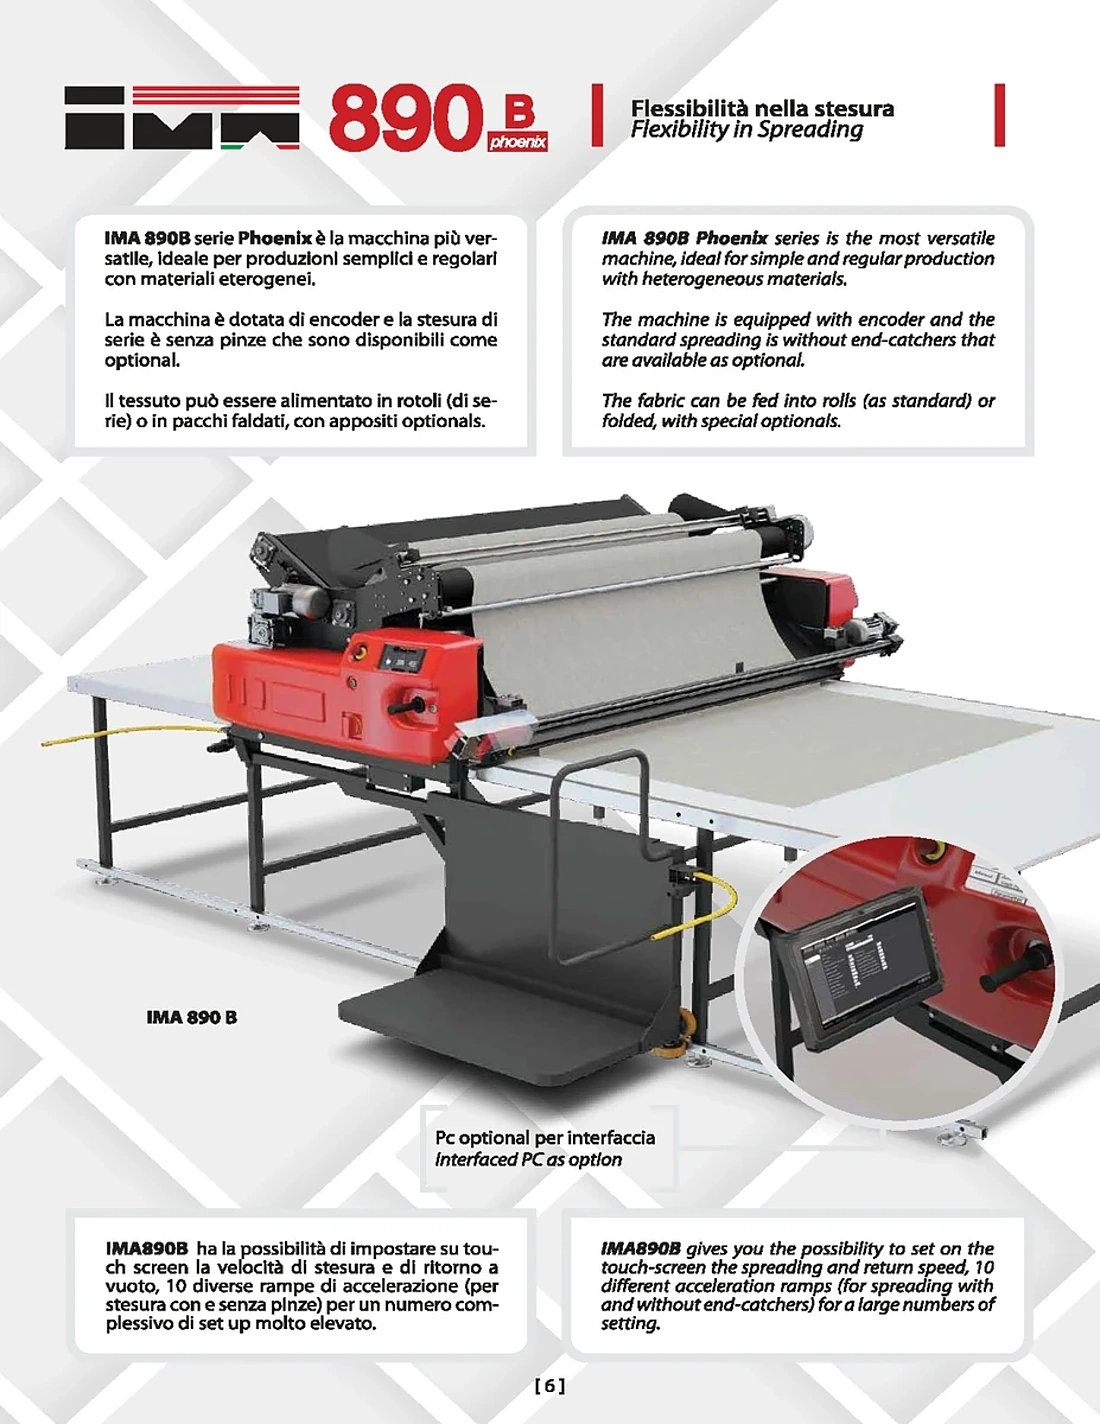 IMA 890 B
phoenix
Flessibilità nella stesura
Flexibility in Spreading
IMA 890B serie Phoenix è la macchina più ver-
satile, ideale per produzioni semplici e regolari
con materiali eterogenei.
La macchina è dotata di encoder e la stesura di
serie è senza pinze che sono disponibili come
optional.
Il tessuto può essere alimentato in rotoli (di se-
rie) o in pacchi faldati, con appositi optionals.
IMA 890B Phoenix series is the most versatile
machine, ideal for simple and regular production
with heterogeneous materials.
The machine is equipped with encoder and the
standard spreading is without end-catchers that
are available as optional.
The fabric can be fed into rolls (as standard) or
folded, with special optionals.
IMA 890 B
Pc optional per interfaccia
Interfaced PC as option
IMA890B ha la possibilità di impostare su tou-
ch screen la velocità di stesura e di ritorno a
vuoto, 10 diverse rampe di accelerazione (per
stesura con e senza pinze) per un numero com-
plessivo di set up molto elevato.
IMA890B gives you the possibility to set on the
touch-screen the spreading and return speed, 10
different acceleration ramps (for spreading with
and without end-catchers) for a large numbers of
setting.
[ 6 ]